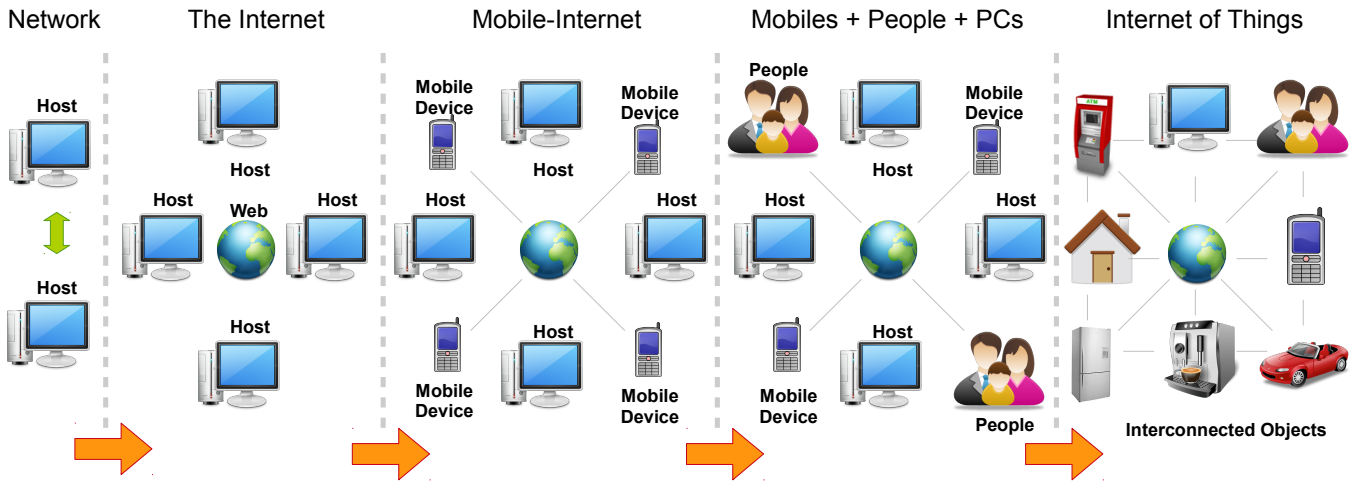 Network
The Internet
Mobile-Internet
Mobiles + People + PCs
Internet of Things
Host
Host
Host
Host
Web
Host
Host
Mobile
Device
Host
Mobile
Device
Host
Host
Host
Mobile
Device
Mobile
Device
People
Host
Mobile
Device
Host
Host
Host
Mobile
Device
People
ATM
Interconnected Objects